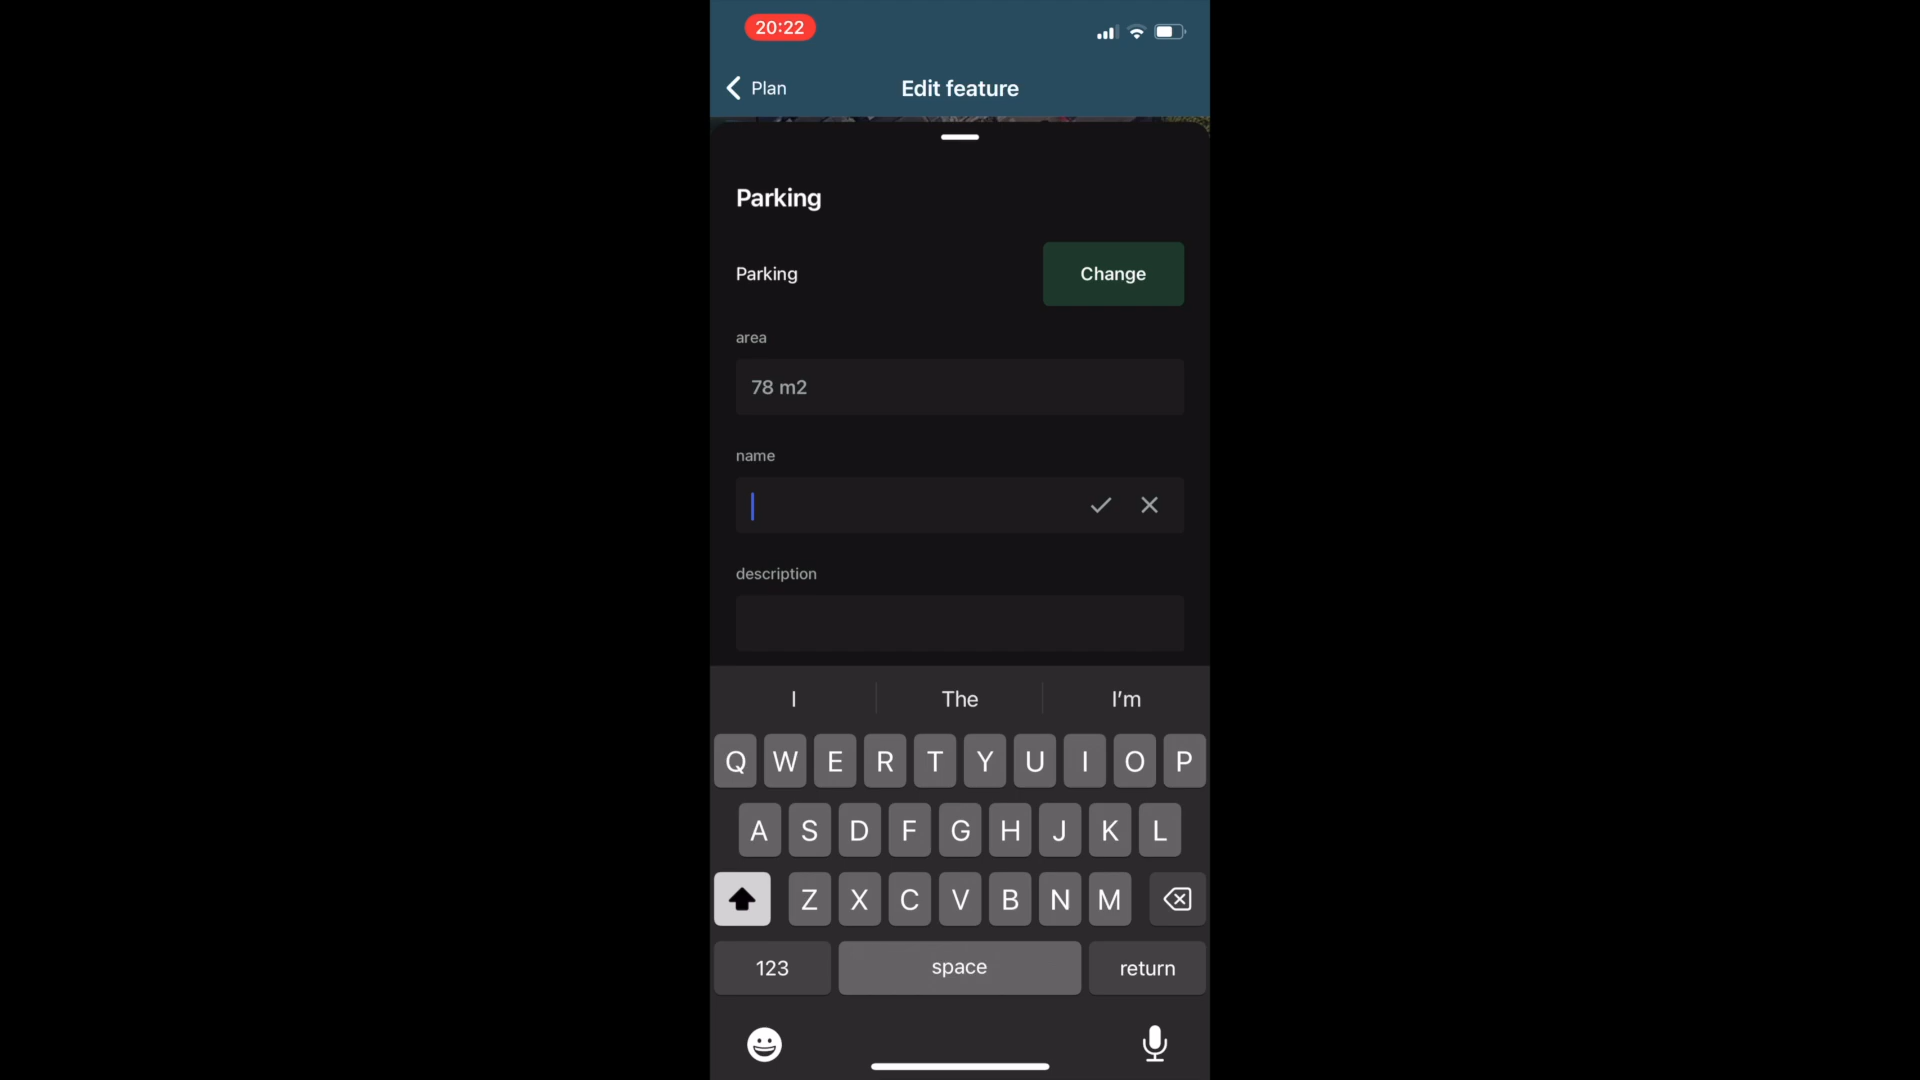 20:22
Plan
Edit feature
Parking
Parking
Change
area
78 m2
name
description
I
The
I'm
Q W E R T Y U I O P
A S D F G H J K L
Z X C V B N M
123
space
return